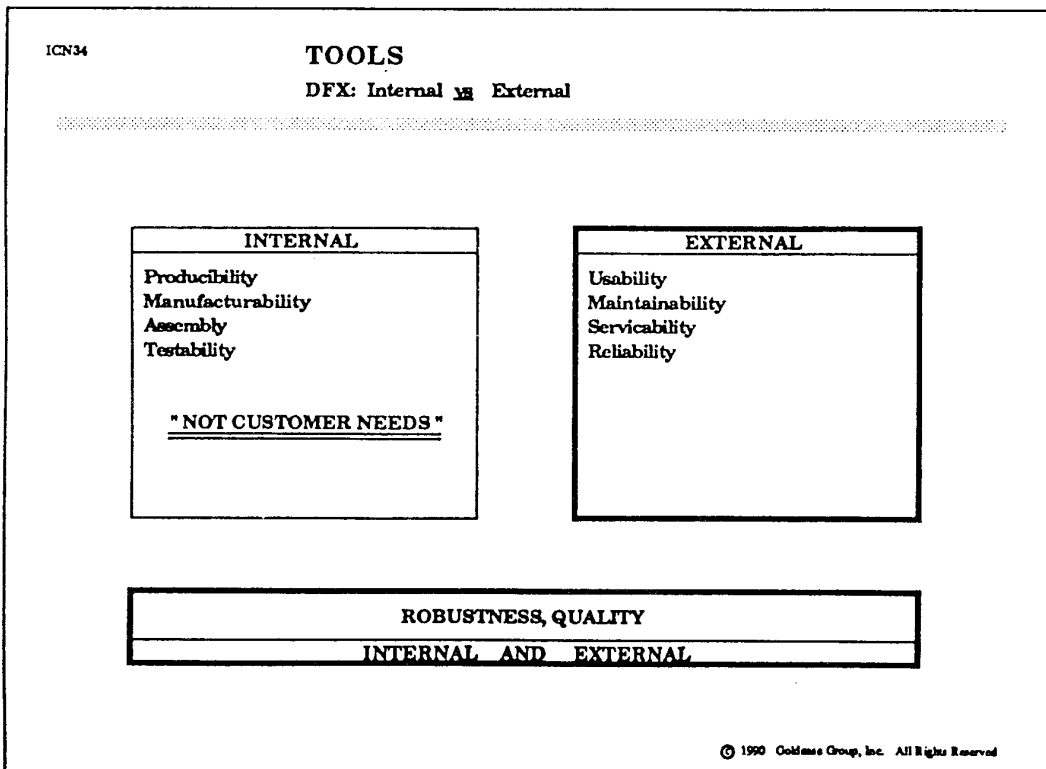 ICN34
TOOLS
DFX: Internal vs External
INTERNAL
Producibility
Manufacturability
Assembly
Testability
" NOT CUSTOMER NEEDS "
EXTERNAL
Usability
Maintainability
Servicability
Reliability
ROBUSTNESS, QUALITY
INTERNAL AND EXTERNAL
© 1990 Goldense Group, Inc. All Rights Reserved